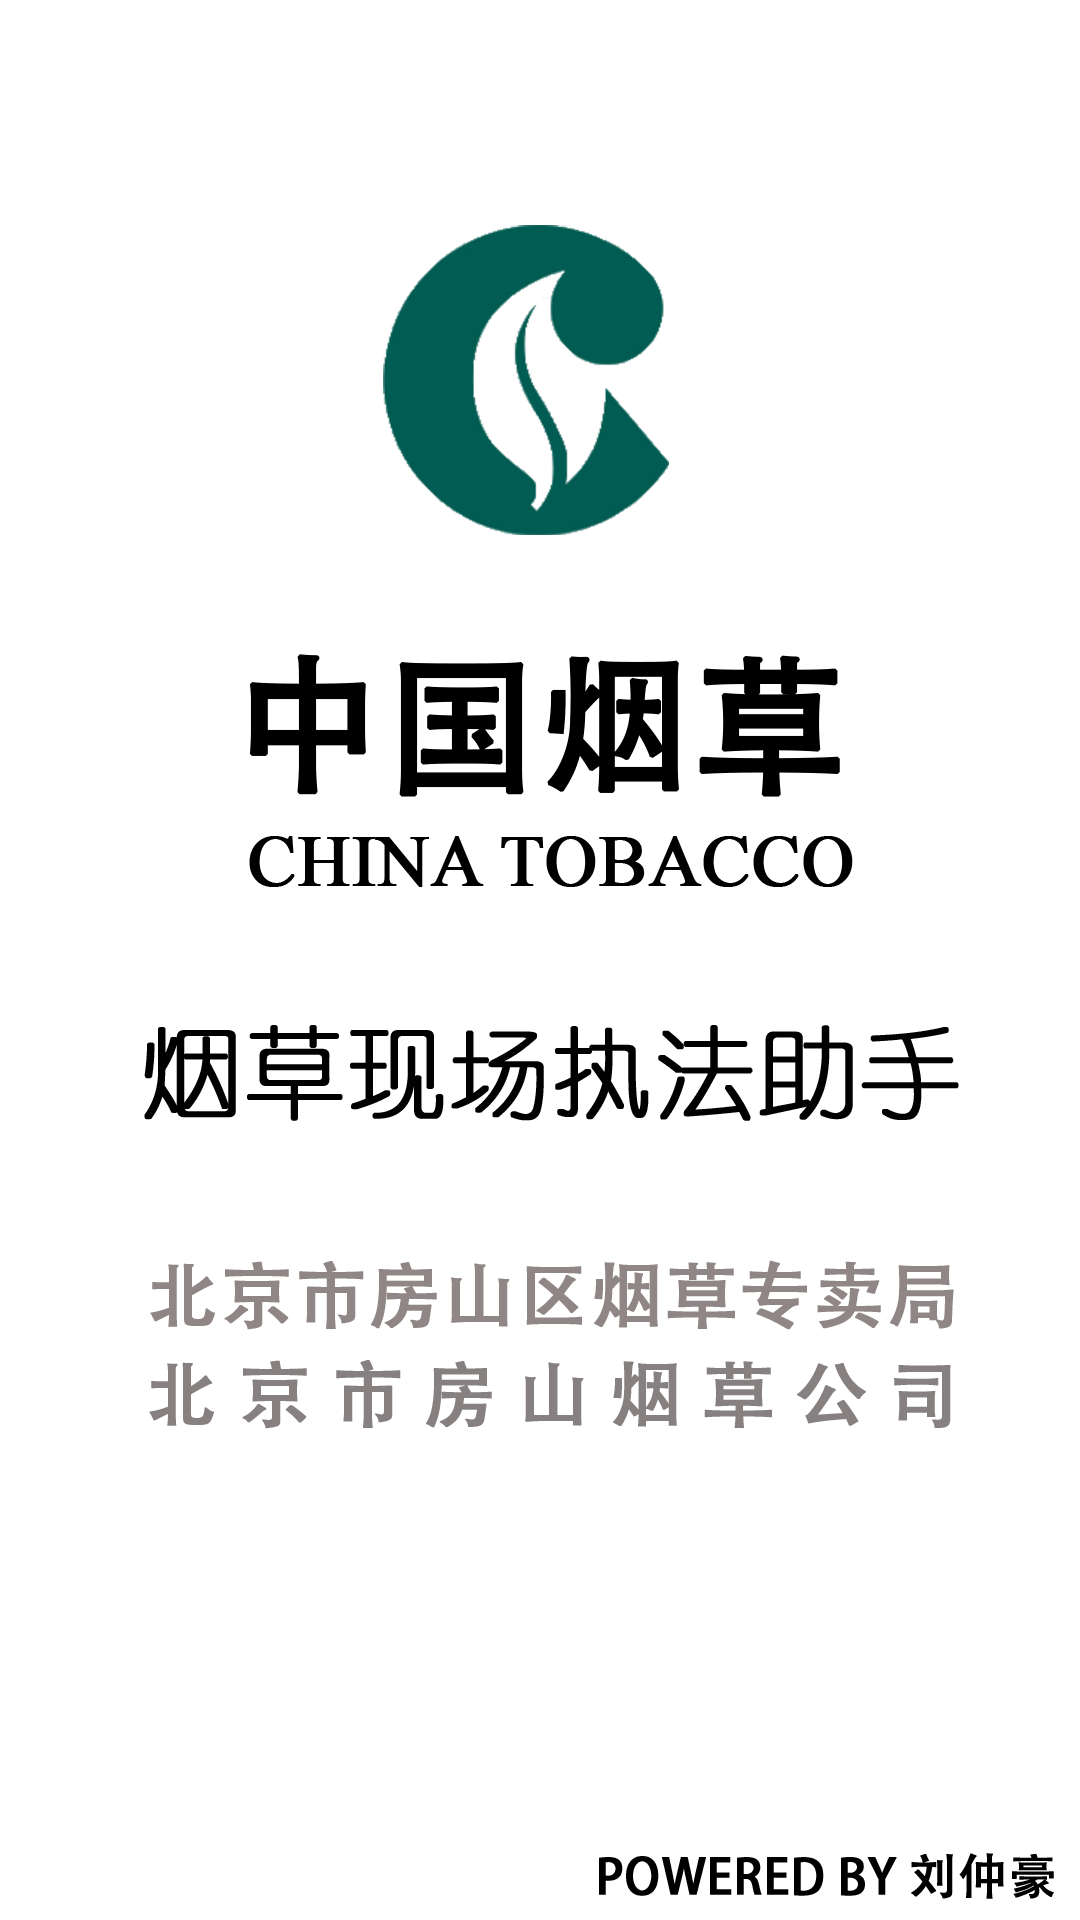 中国烟草
CHINA TOBACCO
烟草现场执法助手
北京市房山区烟草专卖局
北京市房山烟草公司
POWERED BY 刘仲豪